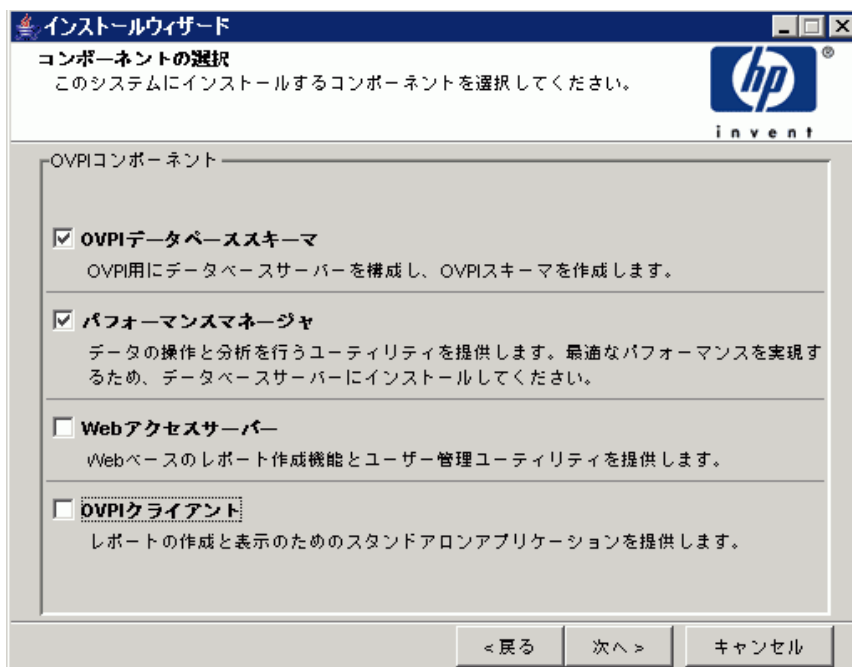 インストールウィザード
コンポーネントの選択
このシステムにインストールするコンポーネントを選択してください。
hp
®
invent
OVPIコンポーネント
OVPIデータベーススキーマ
OVPI用にデータベースサーバーを構成し、OVPIスキーマを作成します。
パフォーマンスマネージャ
データの操作と分析を行うユーティリティを提供します。最適なパフォーマンスを実現す
るため、データベースサーバーにインストールしてください。
Webアクセスサーバー
Webベースのレポート作成機能とユーザー管理ユーティリティを提供します。
OVPIクライアント
レポートの作成と表示のためのスタンドアロンアプリケーションを提供します。
<戻る 次へ> キャンセル